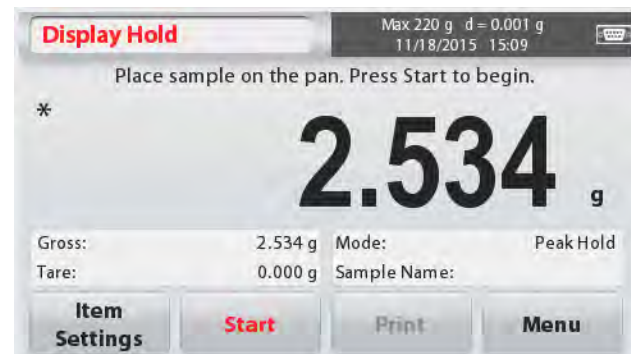 Display Hold
Max 220 g d = 0.001 g
11/18/2015 15:09
Place sample on the pan. Press Start to begin.
*
2.534 g
Gross: 2.534 g Mode: Peak Hold
Tare: 0.000 g Sample Name:
Item
Settings
Start
Print
Menu